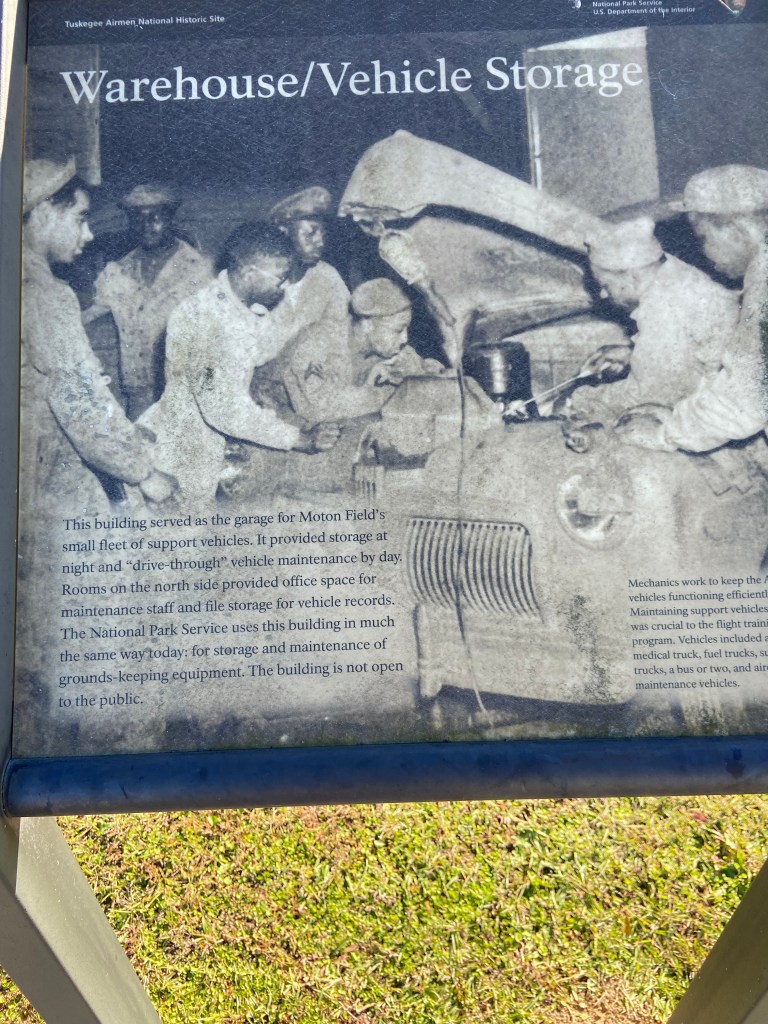 Tuskegee Airmen National Historic Site
National Park Service
U.S. Department of the Interior
Warehouse/Vehicle Storage
This building served as the garage for Moton Field's
small fleet of support vehicles. It provided storage at
night and "drive-through" vehicle maintenance by day.
Rooms on the north side provided office space for
maintenance staff and file storage for vehicle records.
The National Park Service uses this building in much
the same way today: for storage and maintenance of
grounds-keeping equipment. The building is not open
to the public.
Mechanics work to keep the
vehicles functioning
Maintaining support vehicles
was crucial to the flight
program. Vehicles included
medical truck, fuel trucks,
trucks, a bus or two, and
maintenance vehicles.